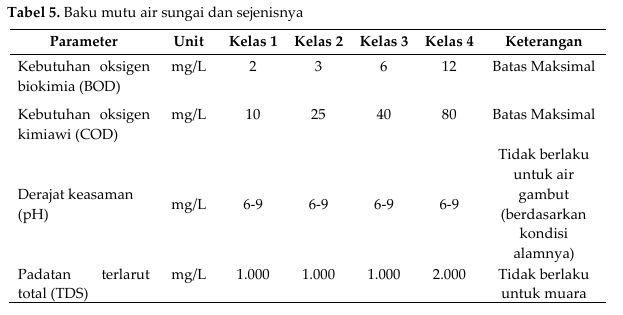 Tabel 5. Baku mutu air sungai dan sejenisnya
Parameter Unit Kelas 1 Kelas 2 Kelas 3 Kelas 4 Keterangan
Kebutuhan oksigen mg/L 2 3 6 12 Batas Maksimal
biokimia (BOD)
Kebutuhan oksigen mg/L 10 25 40 80 Batas Maksimal
kimiawi (COD)
Tidak berlaku
untuk air
Derajat keasaman gambut
(pH) mg/L 6-9 6-9 6-9 6-9 (berdasarkan
kondisi
alamnya)
Padatan terlarut mg/L 1.000 1.000 1.000 2.000 Tidak berlaku
total (TDS) untuk muara